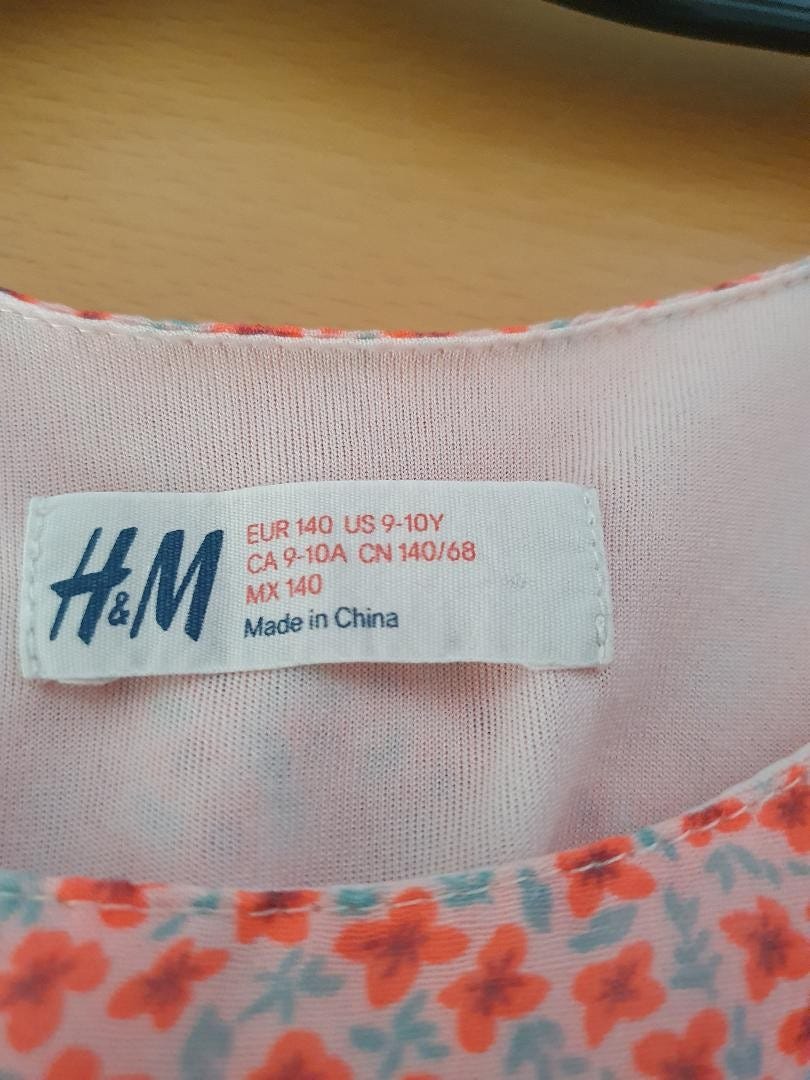 H&M
EUR 140 US 9-10Y
CA 9-10A CN 140/68
MX 140
Made in China